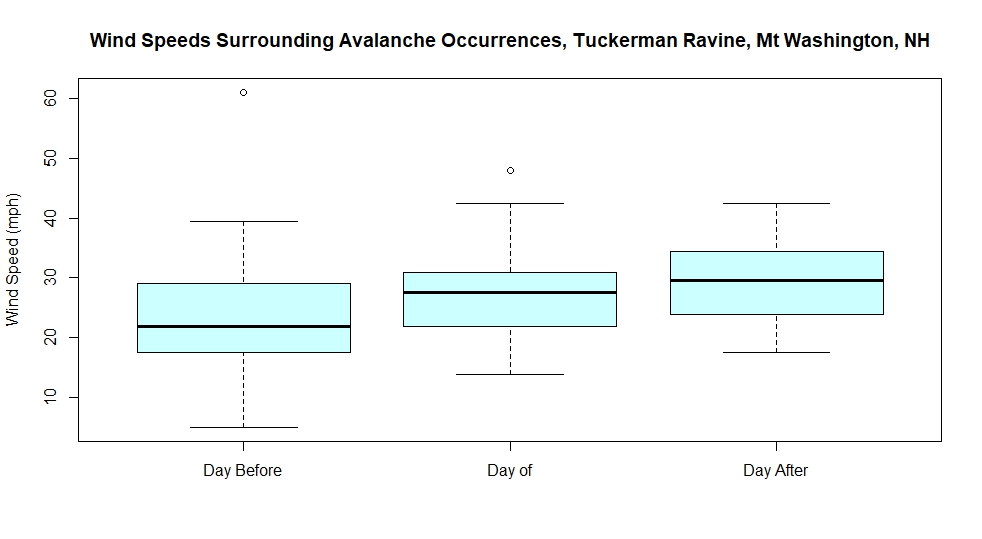 Wind Speeds Surrounding Avalanche Occurrences, Tuckerman Ravine, Mt Washington, NH
Wind Speed (mph)
60
50
40
30
20
10
Day Before
Day of
Day After